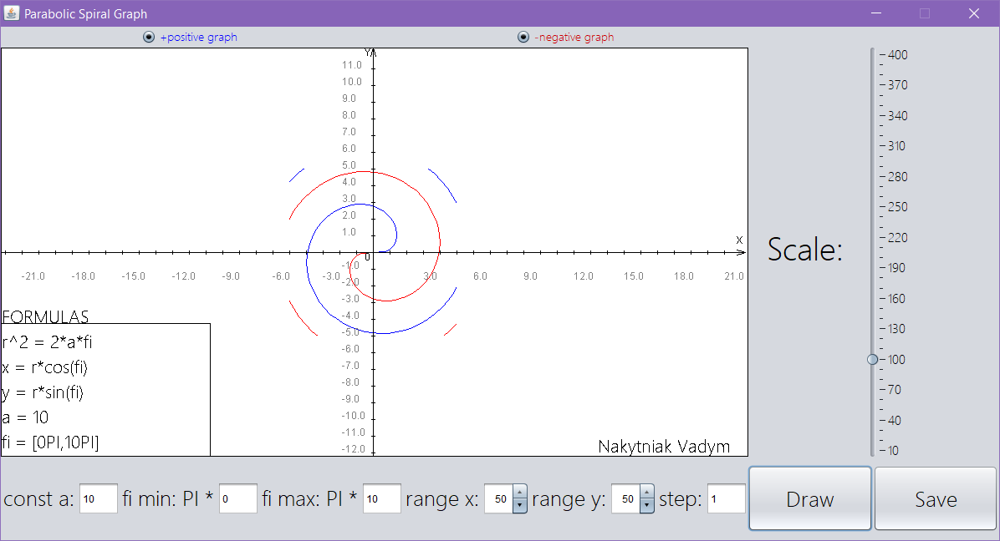 Parabolic Spiral Graph
+positive graph
-negative graph
Y
11.0
10.0
9.0
8.0
7.0
6.0
5.0
4.0
3.0
2.0
1.0
X
0
-1.0
-21.0 -18.0 -15.0 -12.0 -9.0 -6.0 -3.0 3.0 6.0 9.0 12.0 15.0 18.0 21.0
-2.0
-3.0
-4.0
-5.0
-6.0
-7.0
-8.0
-9.0
-10.0
-11.0
-12.0
FORMULAS
r^2 = 2*a*fi
x = r*cos(fi)
y = r*sin(fi)
a = 10
fi = [0PI,10PI]
Nakytniak Vadym
Scale:
400
370
340
310
280
250
220
190
160
130
100
70
40
10
const a: 10 fi min: PI * 0 fi max: PI * 10 range x: 50 range y: 50 step: 1 Draw Save